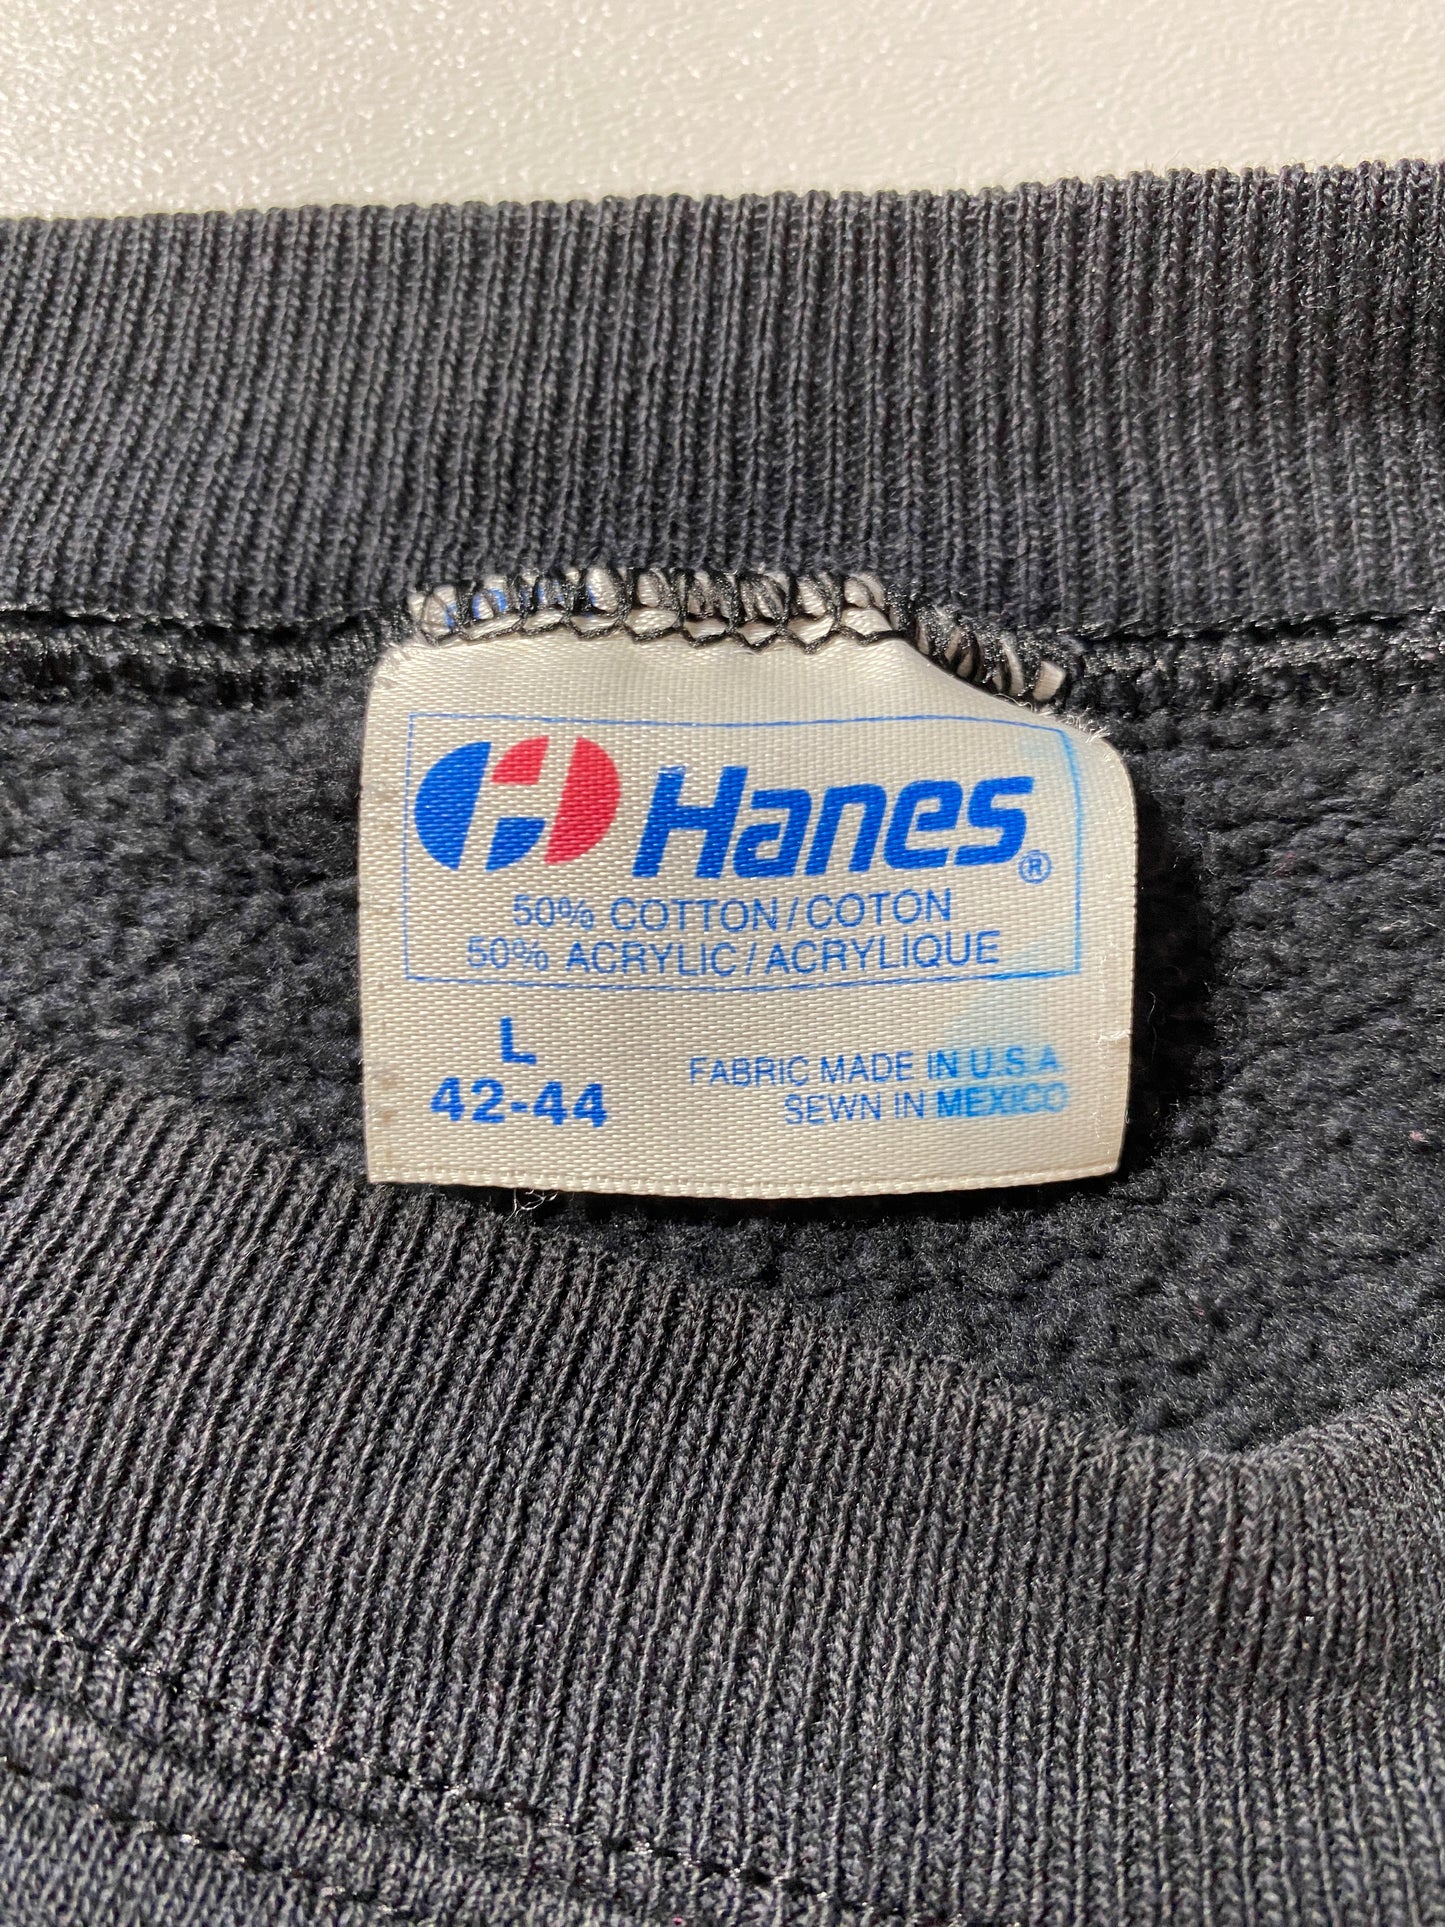 Hanes®
50% COTTON/COTON
50% ACRYLIC/ACRYLIQUE
L
42-44
FABRIC MADE IN U.S.A.
SEWN IN MEXICO